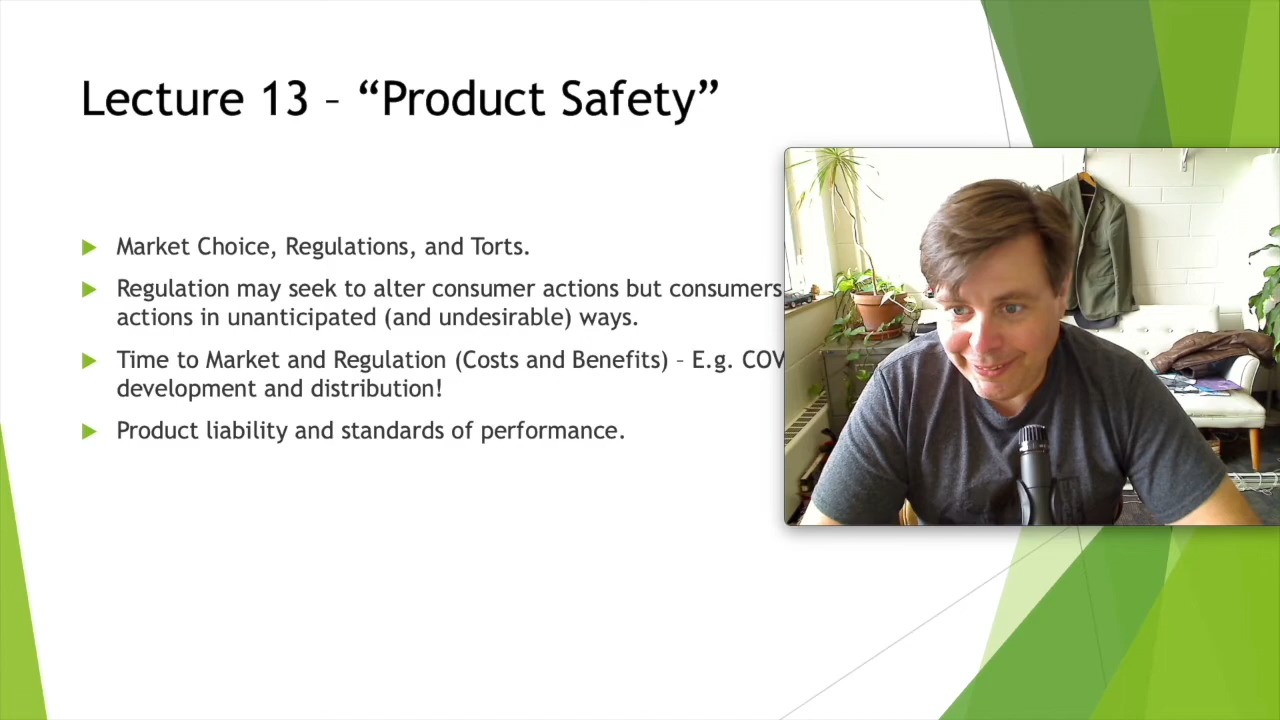 Lecture 13 – “Product Safety”
Market Choice, Regulations, and Torts.
Regulation may seek to alter consumer actions but consumers
actions in unanticipated (and undesirable) ways.
Time to Market and Regulation (Costs and Benefits) – E.g. COV
development and distribution!
Product liability and standards of performance.